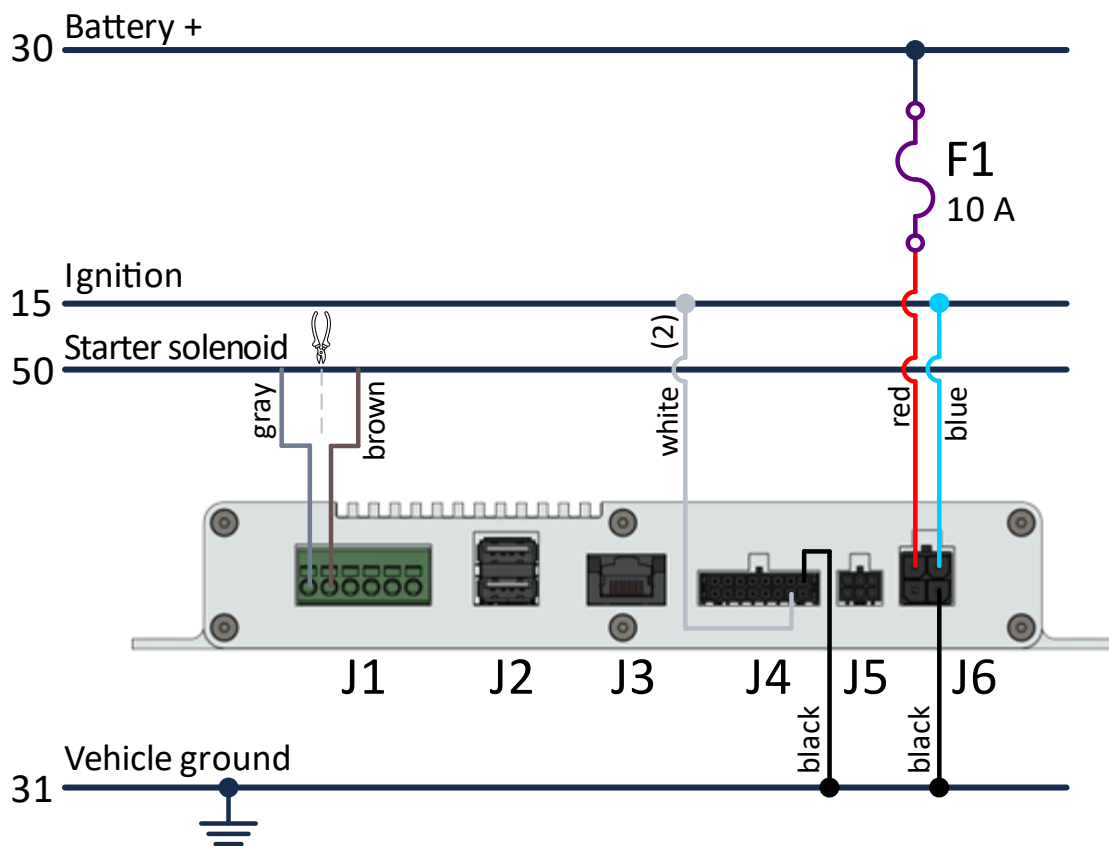 Battery +
30
F1
10 A
Ignition
15
Starter solenoid
50
(2)
gray
brown
white
red
blue
J1
J2
J3
J4
J5
J6
black
black
Vehicle ground
31